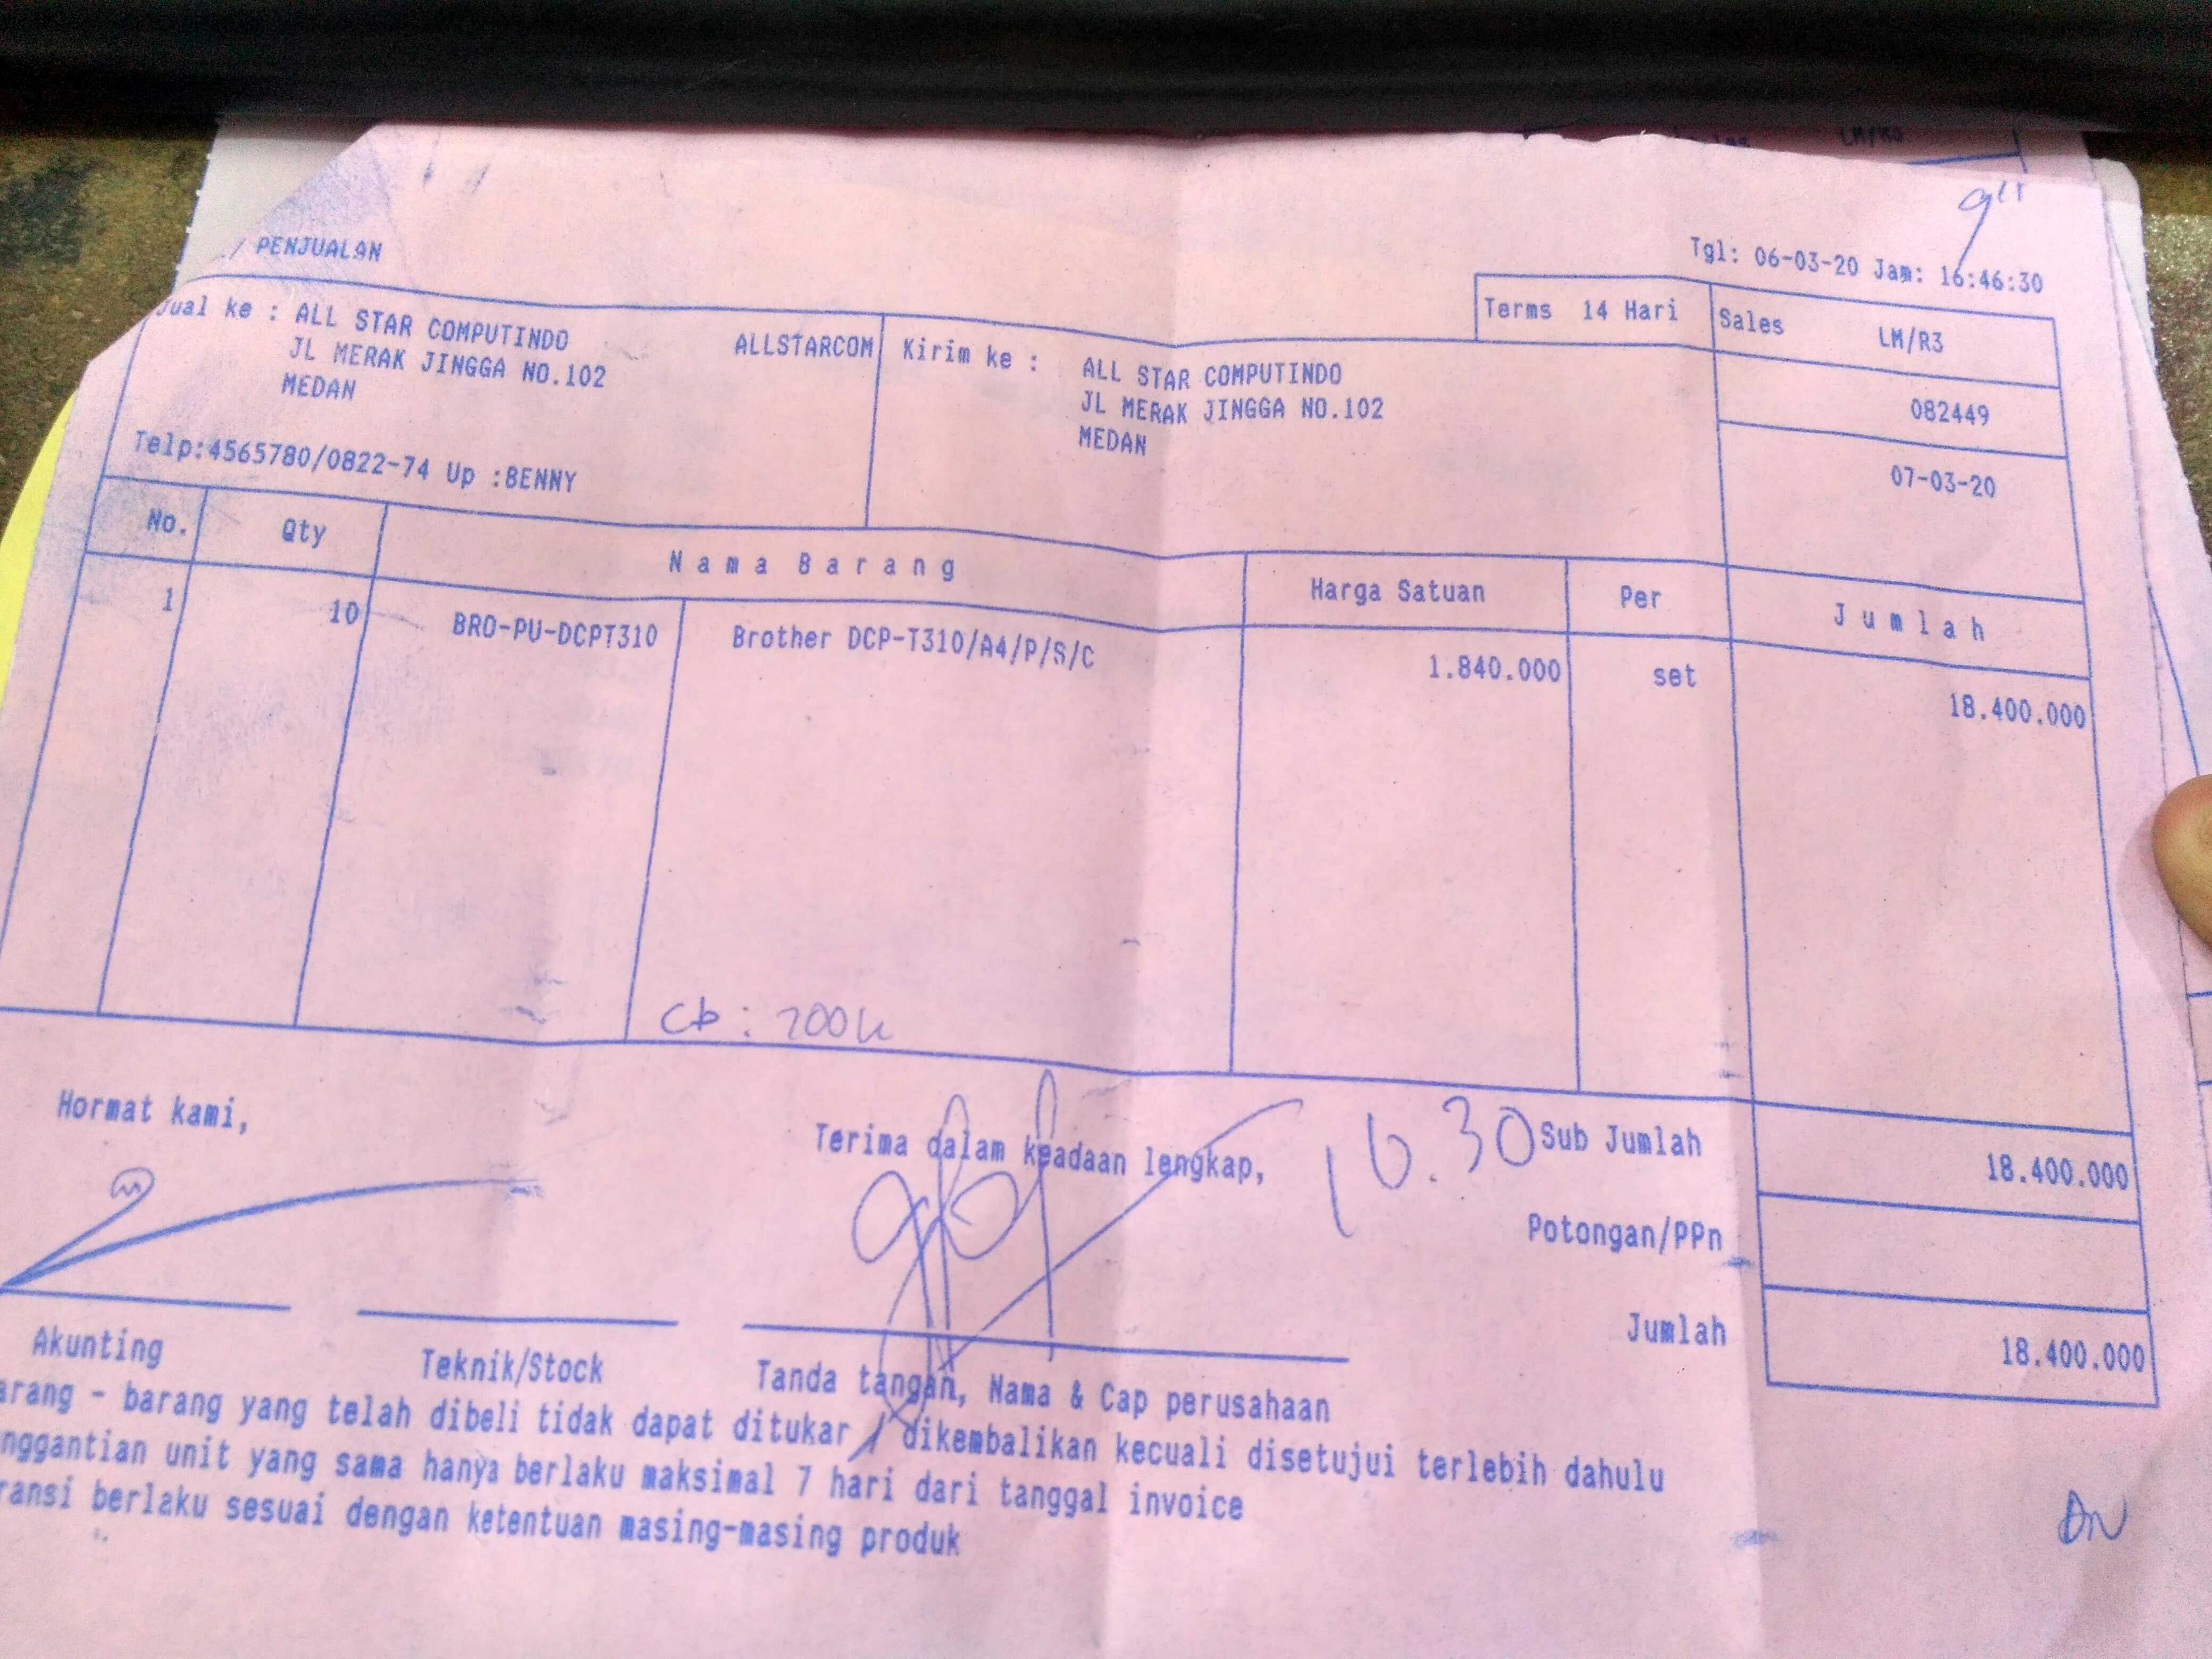 LM/R3
/ PENJUALAN
Tgl: 06-03-20 Jam: 16:46:30
Jual ke : ALL STAR COMPUTINDO ALLSTARCOM
JL MERAK JINGGA NO.102
MEDAN
Telp:4565780/0822-74 Up :BENNY
Kirim ke : ALL STAR COMPUTINDO
JL MERAK JINGGA NO.102
MEDAN
Terms 14 Hari
Sales LM/R3
082449
07-03-20
No. Qty Nama Barang Harga Satuan Per Jumlah
1 10 BRO-PU-DCPT310 Brother DCP-T310/A4/P/S/C 1.840.000 set 18.400.000
16.30
Sub Jumlah 18.400.000
Potongan/PPn
Jumlah 18.400.000
Hormat kami,
Terima dalam keadaan lengkap,
Akunting Teknik/Stock Tanda tangan, Nama & Cap perusahaan
arang - barang yang telah dibeli tidak dapat ditukar / dikembalikan kecuali disetujui terlebih dahulu
nggantian unit yang sama hanya berlaku maksimal 7 hari dari tanggal invoice
ransi berlaku sesuai dengan ketentuan masing-masing produk